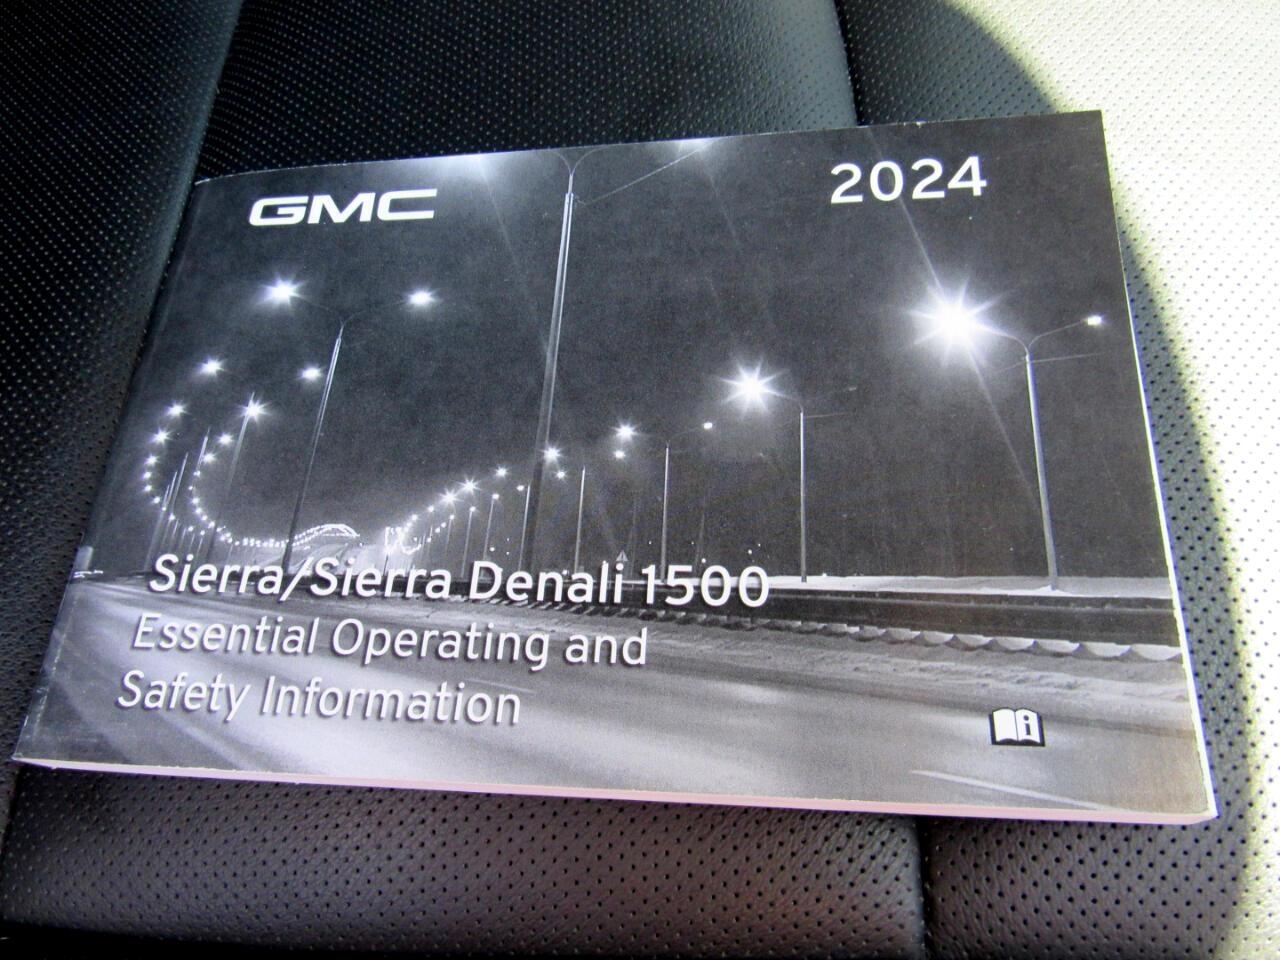 GMC
2024
Sierra/Sierra Denali 1500
Essential Operating and
Safety Information
i